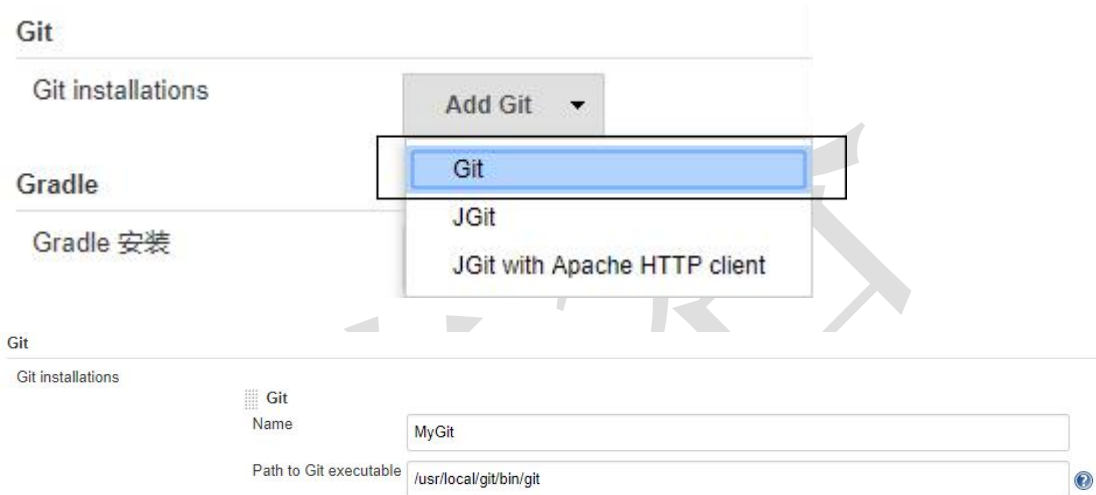 Git
Git installations
Add Git
Git
JGit
JGit with Apache HTTP client
Gradle
Gradle 安装
Git
Git installations
Git
Name
MyGit
Path to Git executable
/usr/local/git/bin/git